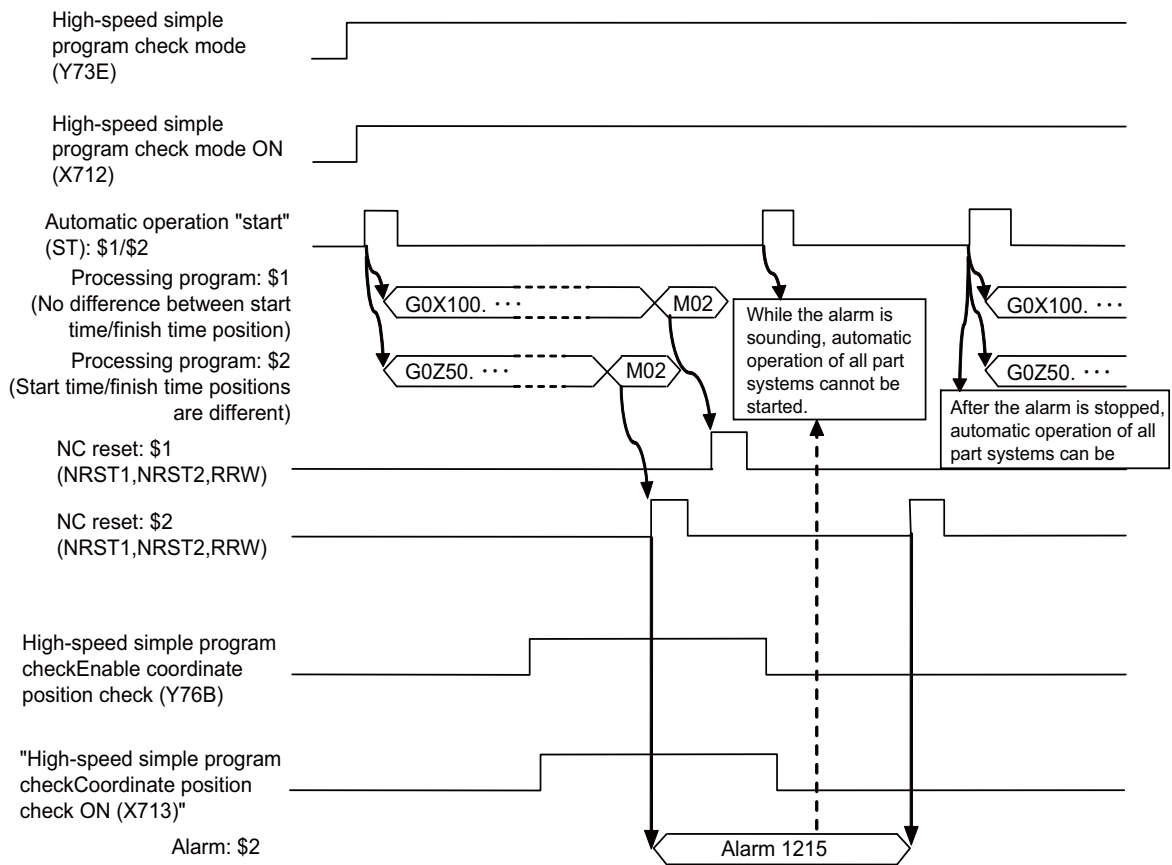 High-speed simple
program check mode
(Y73E)
High-speed simple
program check mode ON
(X712)
Automatic operation "start"
(ST): $1/$2
Processing program: $1
(No difference between start
time/finish time position)
G0X100. ···
M02
G0X100. ···
Processing program: $2
(Start time/finish time positions
are different)
G0Z50. ···
M02
G0Z50. ···
While the alarm is
sounding, automatic
operation of all part
systems cannot be
started.
After the alarm is stopped,
automatic operation of all
part systems can be
NC reset: $1
(NRST1,NRST2,RRW)
NC reset: $2
(NRST1,NRST2,RRW)
High-speed simple program
checkEnable coordinate
position check (Y76B)
"High-speed simple program
checkCoordinate position
check ON (X713)"
Alarm: $2
Alarm 1215